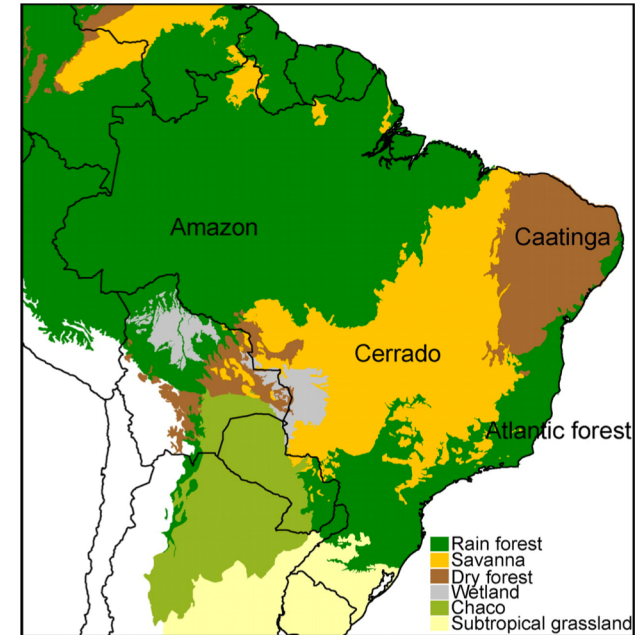 Amazon
Caatinga
Cerrado
Atlantic forest
Rain forest
Savanna
Dry forest
Wetland
Chaco
Subtropical grassland